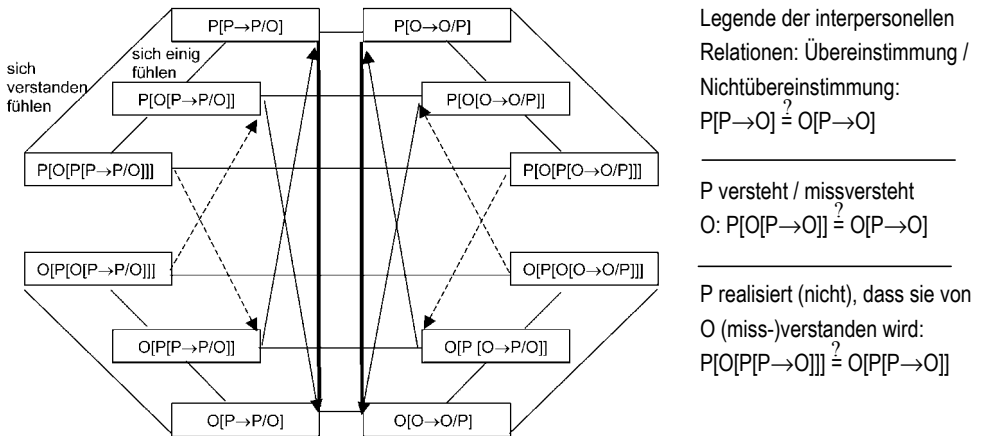 P[P→P/O]
P[O→O/P]
sich einig
fühlen
sich
verstanden
fühlen
P[O[P→P/O]]
P[O[O→O/P]]
P[O[P[P→P/O]]]
P[O[P[O→O/P]]]
O[P[O[P→P/O]]]
O[P[O[O→O/P]]]
O[P[P→P/O]]
O[P [O→P/O]]
O[P→P/O]
O[O→O/P]
Legende der interpersonellen
Relationen: Übereinstimmung /
Nichtübereinstimmung:
P[P→O] ≟ O[P→O]
P versteht / missversteht
O: P[O[P→O]] ≟ O[P→O]
P realisiert (nicht), dass sie von
O (miss-)verstanden wird:
P[O[P[P→O]]] ≟ O[P[P→O]]